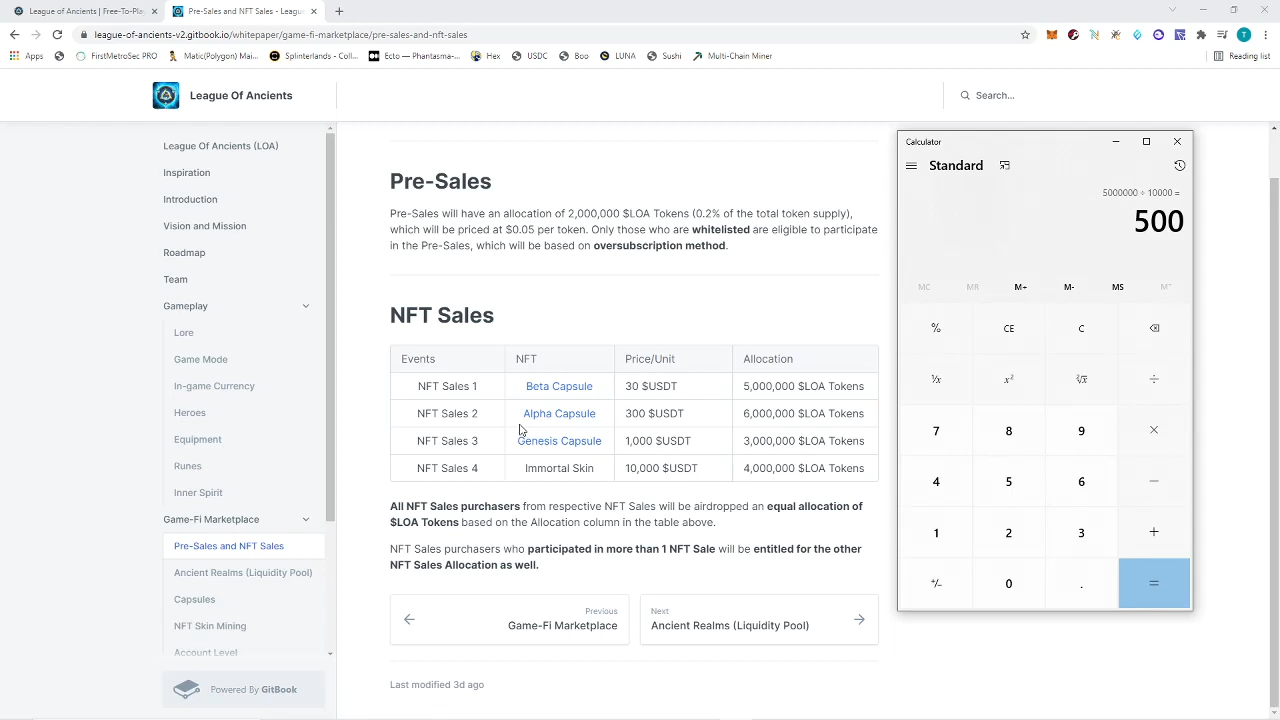 League of Ancients | Free-To-Play
Pre-Sales and NFT Sales - Leagu
league-of-ancients-v2.gitbook.io/whitepaper/game-fi-marketplace/pre-sales-and-nft-sales
T
Apps
FirstMetroSec PRO
Matic(Polygon) Mai...
Splinterlands - Coll...
Ecto — Phantasma-...
Hex
USDC
Boo
LUNA
Sushi
Multi-Chain Miner
Reading list
League Of Ancients
Search...
League Of Ancients (LOA)
Inspiration
Introduction
Vision and Mission
Roadmap
Team
Gameplay
Lore
Game Mode
In-game Currency
Heroes
Equipment
Runes
Inner Spirit
Game-Fi Marketplace
Pre-Sales and NFT Sales
Ancient Realms (Liquidity Pool)
Capsules
NFT Skin Mining
Account Level
Powered By GitBook
Pre-Sales
Pre-Sales will have an allocation of 2,000,000 $LOA Tokens (0.2% of the total token supply),
which will be priced at $0.05 per token. Only those who are whitelisted are eligible to participate
in the Pre-Sales, which will be based on oversubscription method.
NFT Sales
Events NFT Price/Unit Allocation
NFT Sales 1 Beta Capsule 30 $USDT 5,000,000 $LOA Tokens
NFT Sales 2 Alpha Capsule 300 $USDT 6,000,000 $LOA Tokens
NFT Sales 3 Genesis Capsule 1,000 $USDT 3,000,000 $LOA Tokens
NFT Sales 4 Immortal Skin 10,000 $USDT 4,000,000 $LOA Tokens
All NFT Sales purchasers from respective NFT Sales will be airdropped an equal allocation of
$LOA Tokens based on the Allocation column in the table above.
NFT Sales purchasers who participated in more than 1 NFT Sale will be entitled for the other
NFT Sales Allocation as well.
Previous
Game-Fi Marketplace
Next
Ancient Realms (Liquidity Pool)
Last modified 3d ago
Calculator
Standard
5000000 ÷ 10000 =
500
MC MR M+ M- MS M˅
% CE C
¹/x x² ²√x ÷
7 8 9 ×
4 5 6 −
1 2 3 +
+/- 0 . =